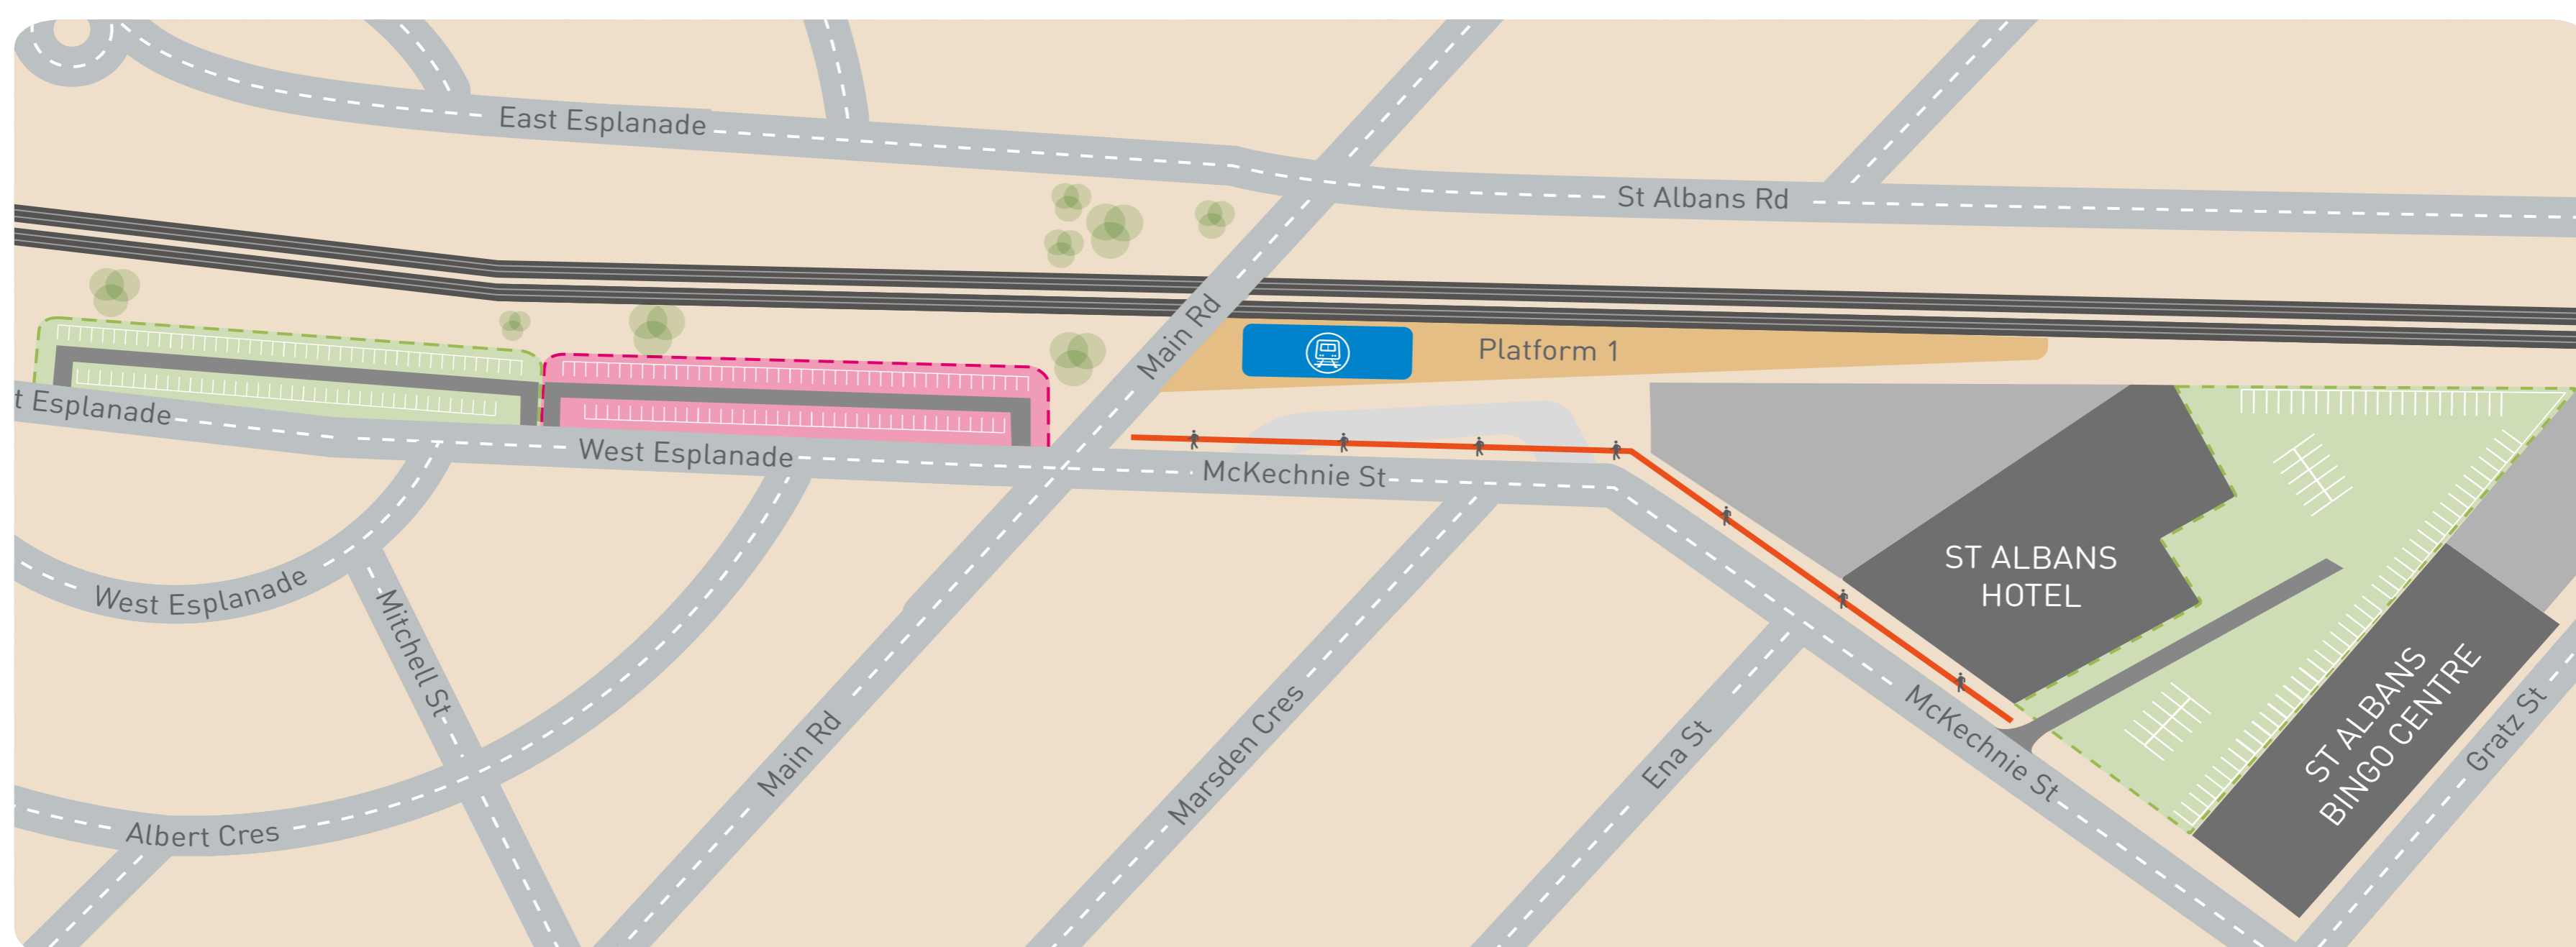 East Esplanade
St Albans Rd
Main Rd
Platform 1
t Esplanade
West Esplanade
McKechnie St
West Esplanade
Mitchell St
ST ALBANS
HOTEL
Main Rd
Marsden Cres
Ena St
McKechnie St
ST ALBANS
BINGO CENTRE
Gratz St
Albert Cres